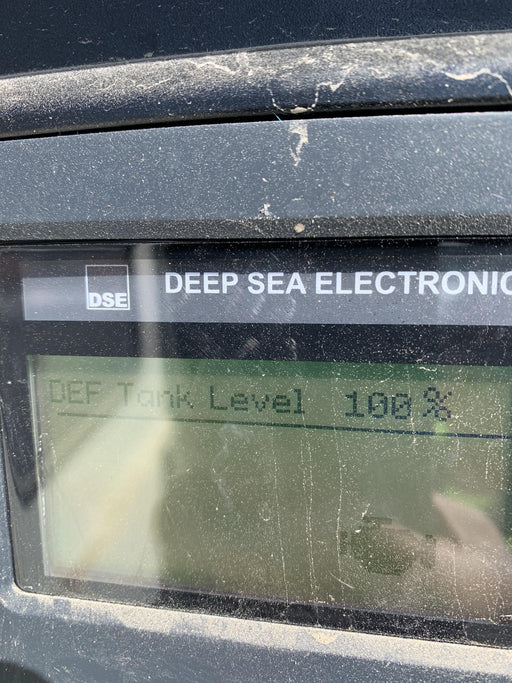 DSE DEEP SEA ELECTRONIC
DEF Tank Level 100%